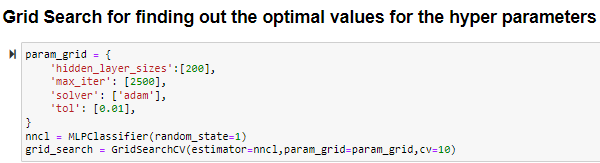 Grid Search for finding out the optimal values for the hyper parameters
param_grid = {
    'hidden_layer_sizes':[200],
    'max_iter': [2500],
    'solver': ['adam'],
    'tol': [0.01],
}
nncl = MLPClassifier(random_state=1)
grid_search = GridSearchCV(estimator=nncl,param_grid=param_grid,cv=10)